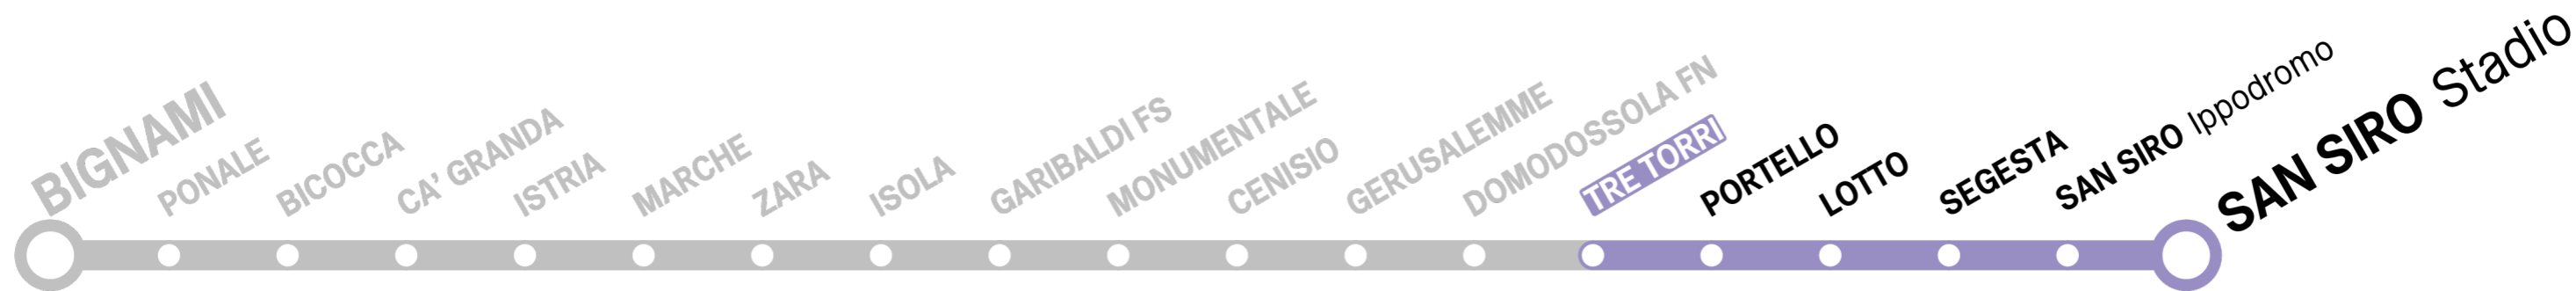 BIGNAMI
PONALE
BICOCCA
CA' GRANDA
ISTRIA
MARCHE
ZARA
ISOLA
GARIBALDI FS
MONUMENTALE
CENISIO
GERUSALEMME
DOMODOSSOLA FN
TRE TORRI
PORTELLO
LOTTO
SEGESTA
SAN SIRO Ippodromo
SAN SIRO Stadio